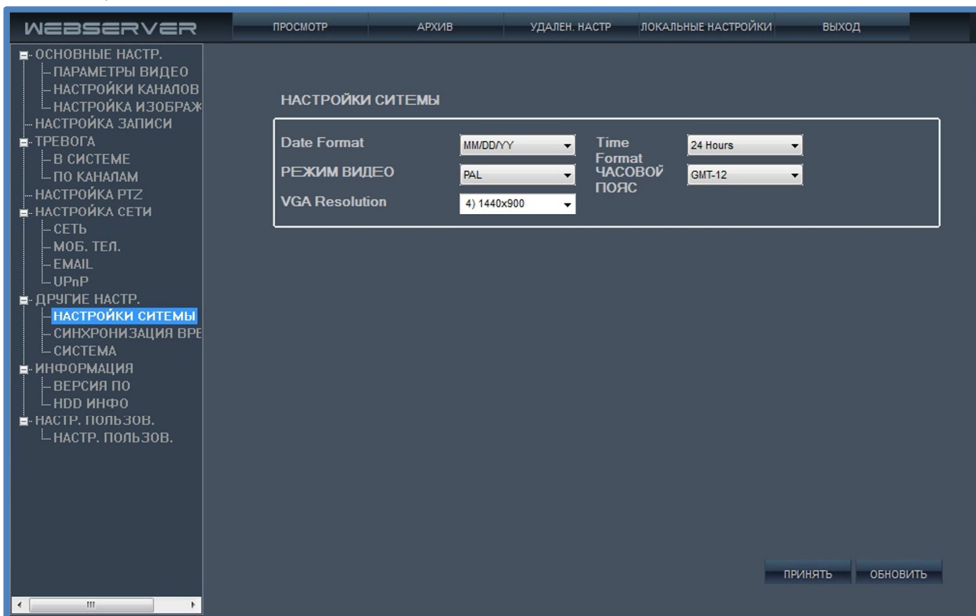 WEBSERVER
ПРОСМОТР АРХИВ УДАЛЕН. НАСТР ЛОКАЛЬНЫЕ НАСТРОЙКИ ВЫХОД
ОСНОВНЫЕ НАСТР.
ПАРАМЕТРЫ ВИДЕО
НАСТРОЙКИ КАНАЛОВ
НАСТРОЙКА ИЗОБРАЖ
НАСТРОЙКА ЗАПИСИ
ТРЕВОГА
В СИСТЕМЕ
ПО КАНАЛАМ
НАСТРОЙКА PTZ
НАСТРОЙКА СЕТИ
СЕТЬ
МОБ. ТЕЛ.
EMAIL
UPnP
ДРУГИЕ НАСТР.
НАСТРОЙКИ СИТЕМЫ
СИНХРОНИЗАЦИЯ ВРЕ
СИСТЕМА
ИНФОРМАЦИЯ
ВЕРСИЯ ПО
HDD ИНФО
НАСТР. ПОЛЬЗОВ.
НАСТР. ПОЛЬЗОВ.
НАСТРОЙКИ СИТЕМЫ
Date Format MM/DD/YY Time Format 24 Hours
РЕЖИМ ВИДЕО PAL ЧАСОВОЙ ПОЯС GMT-12
VGA Resolution 4) 1440x900
ПРИНЯТЬ ОБНОВИТЬ